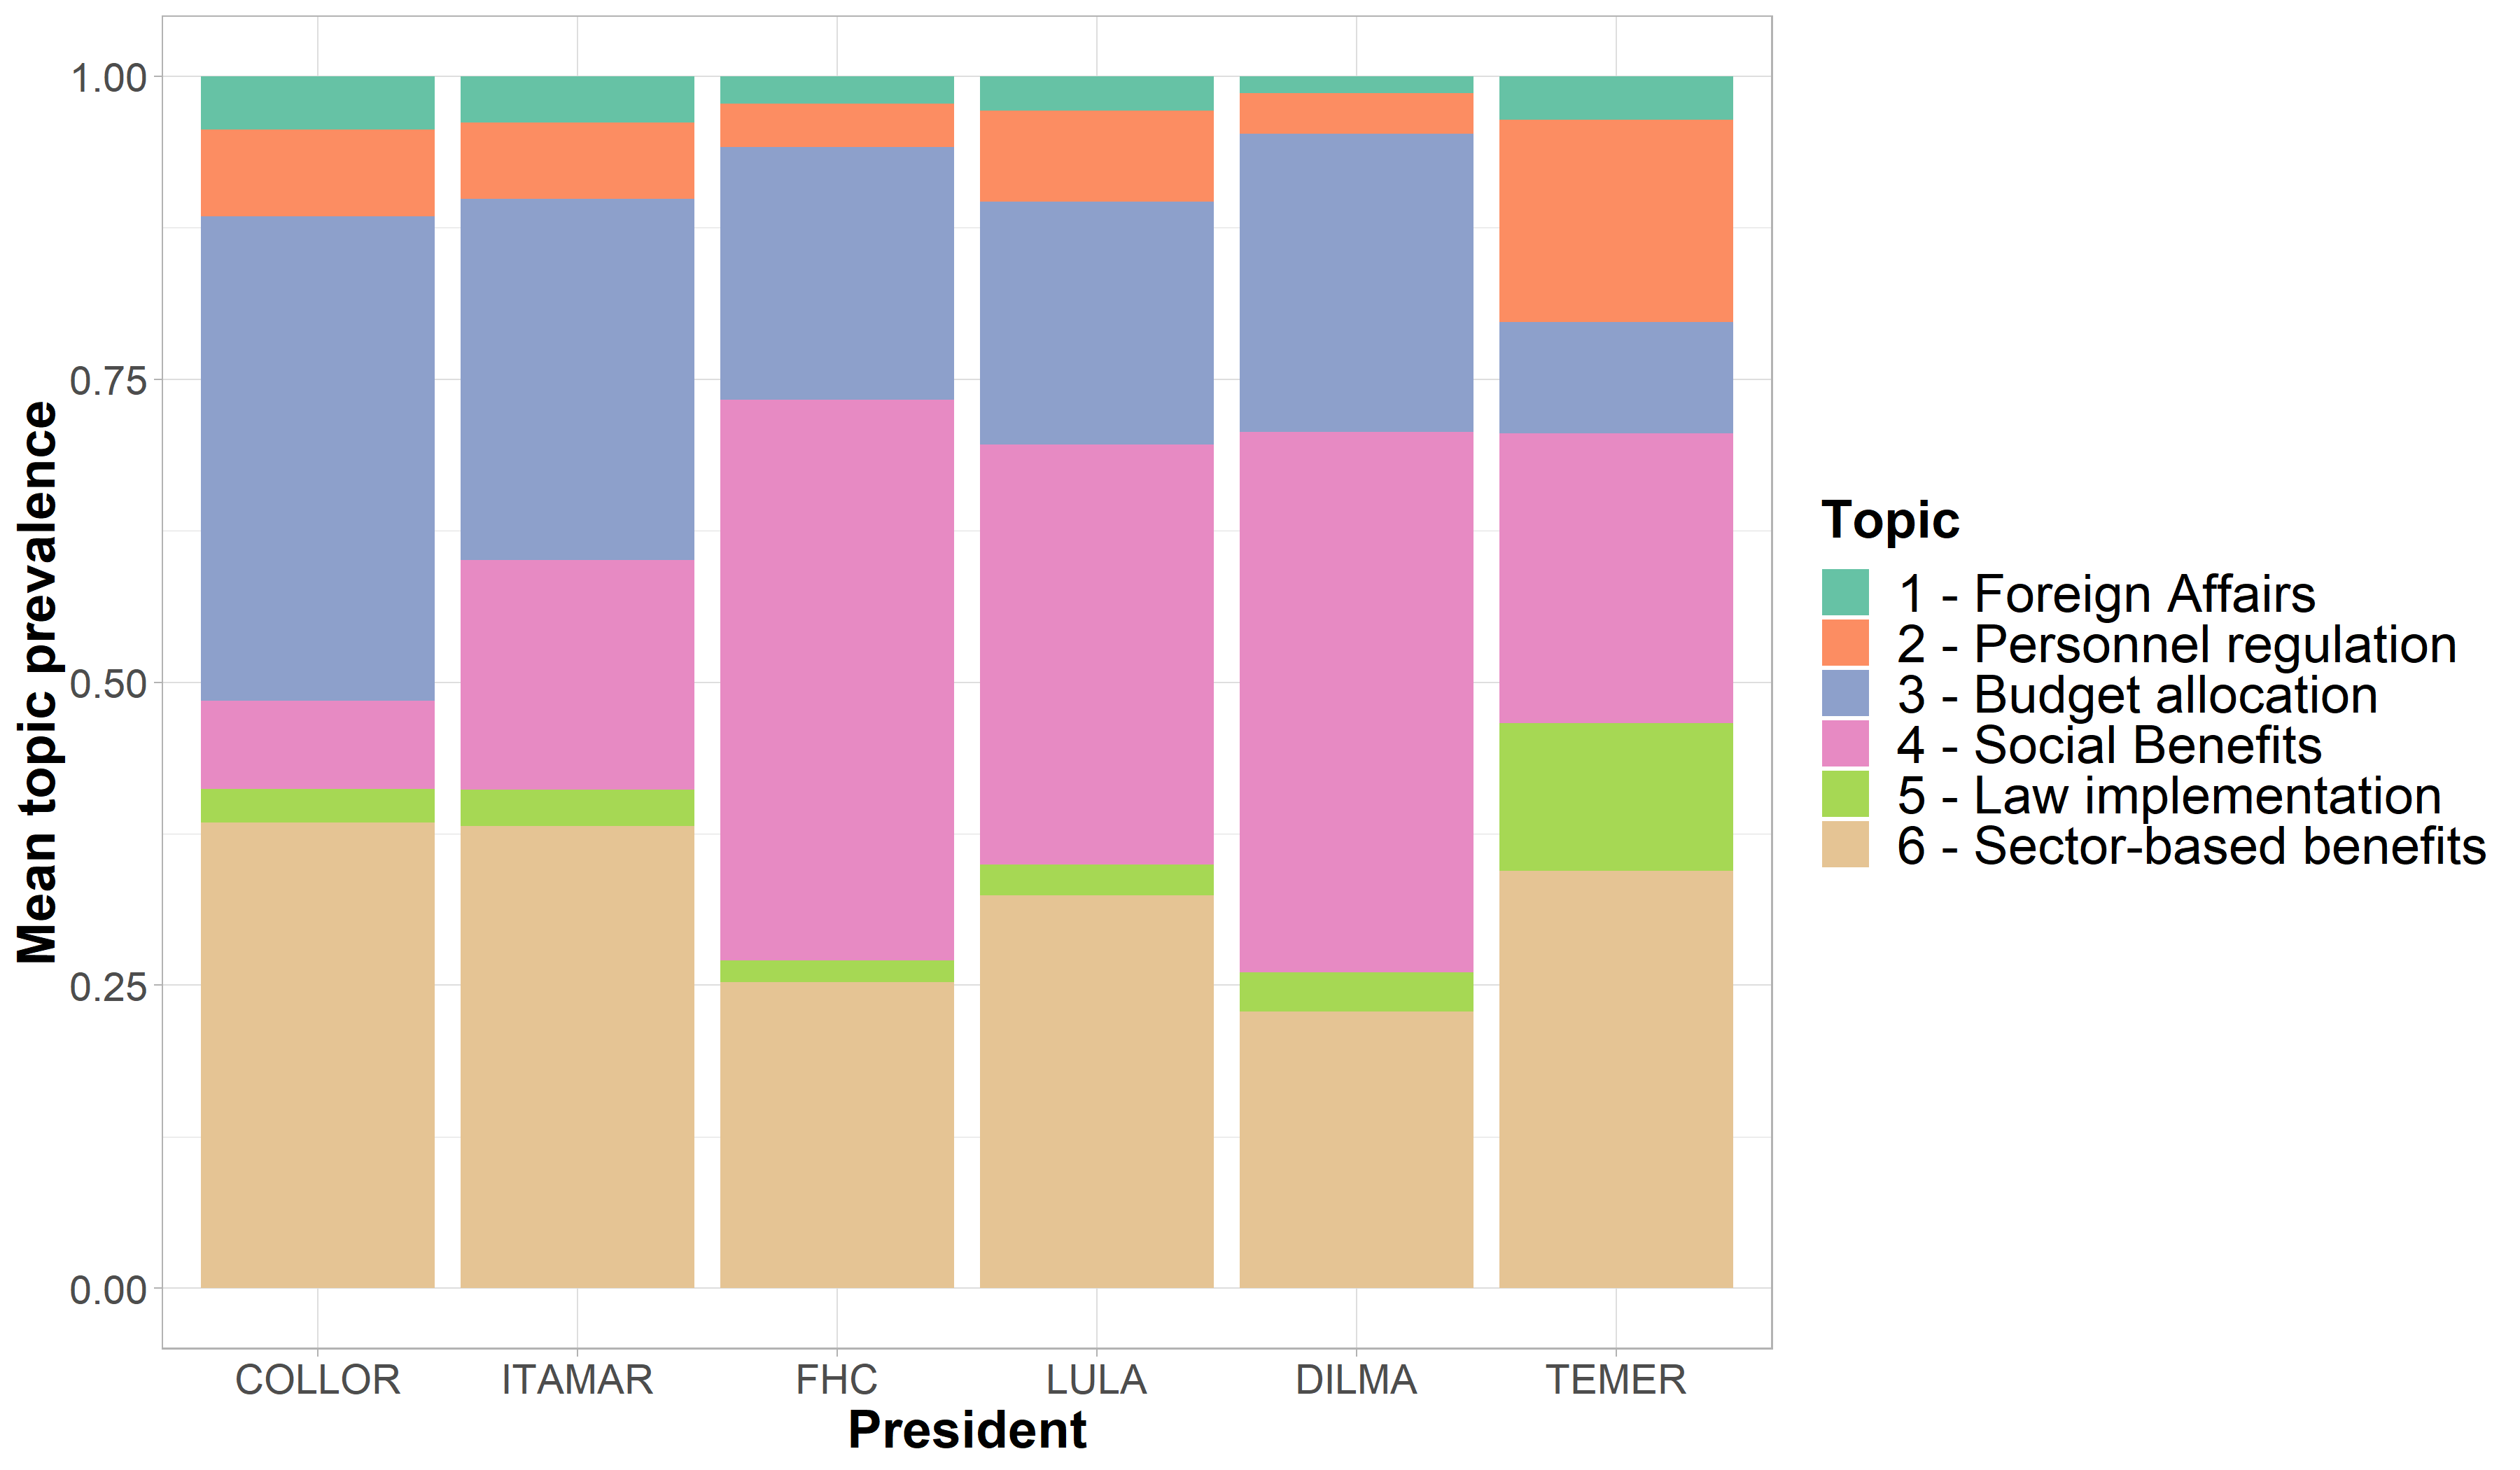 Mean topic prevalence
1.00
0.75
0.50
0.25
0.00
COLLOR ITAMAR FHC LULA DILMA TEMER
President
Topic
1 - Foreign Affairs
2 - Personnel regulation
3 - Budget allocation
4 - Social Benefits
5 - Law implementation
6 - Sector-based benefits